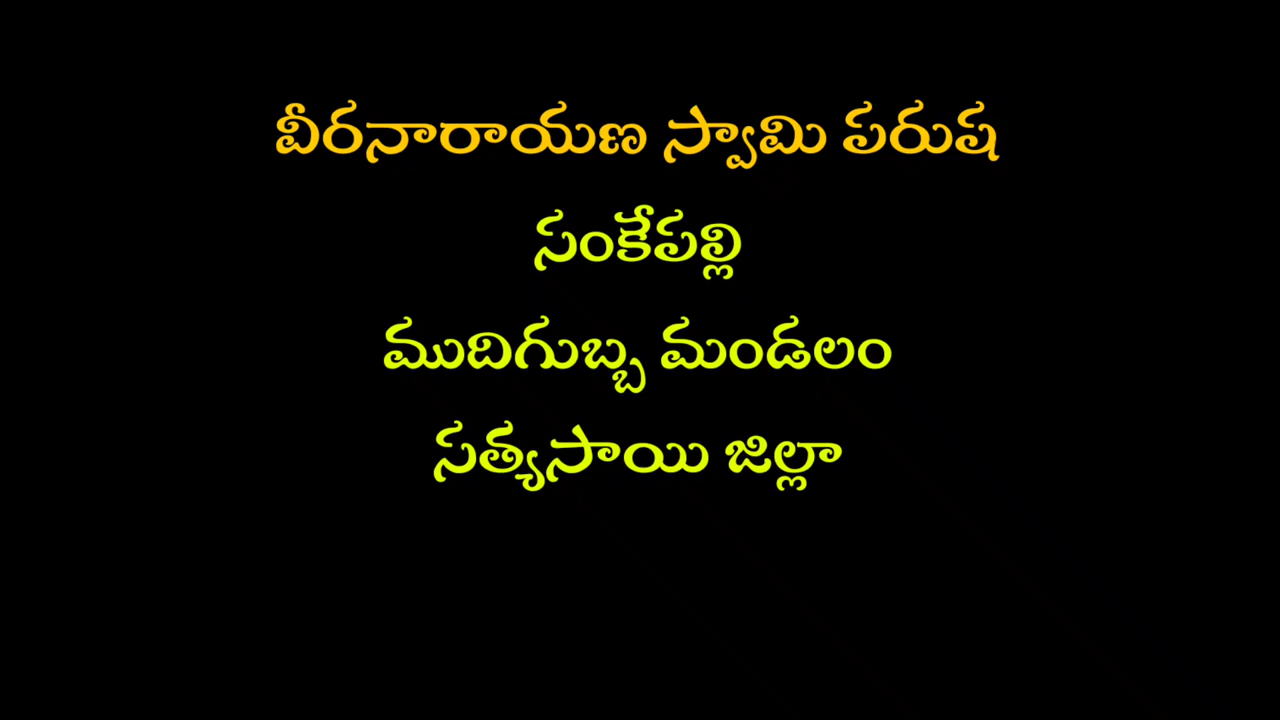 వీరనారాయణ స్వామి పరుష
సంకేపల్లి
ముదిగుబ్బ మండలం
సత్యసాయి జిల్లా